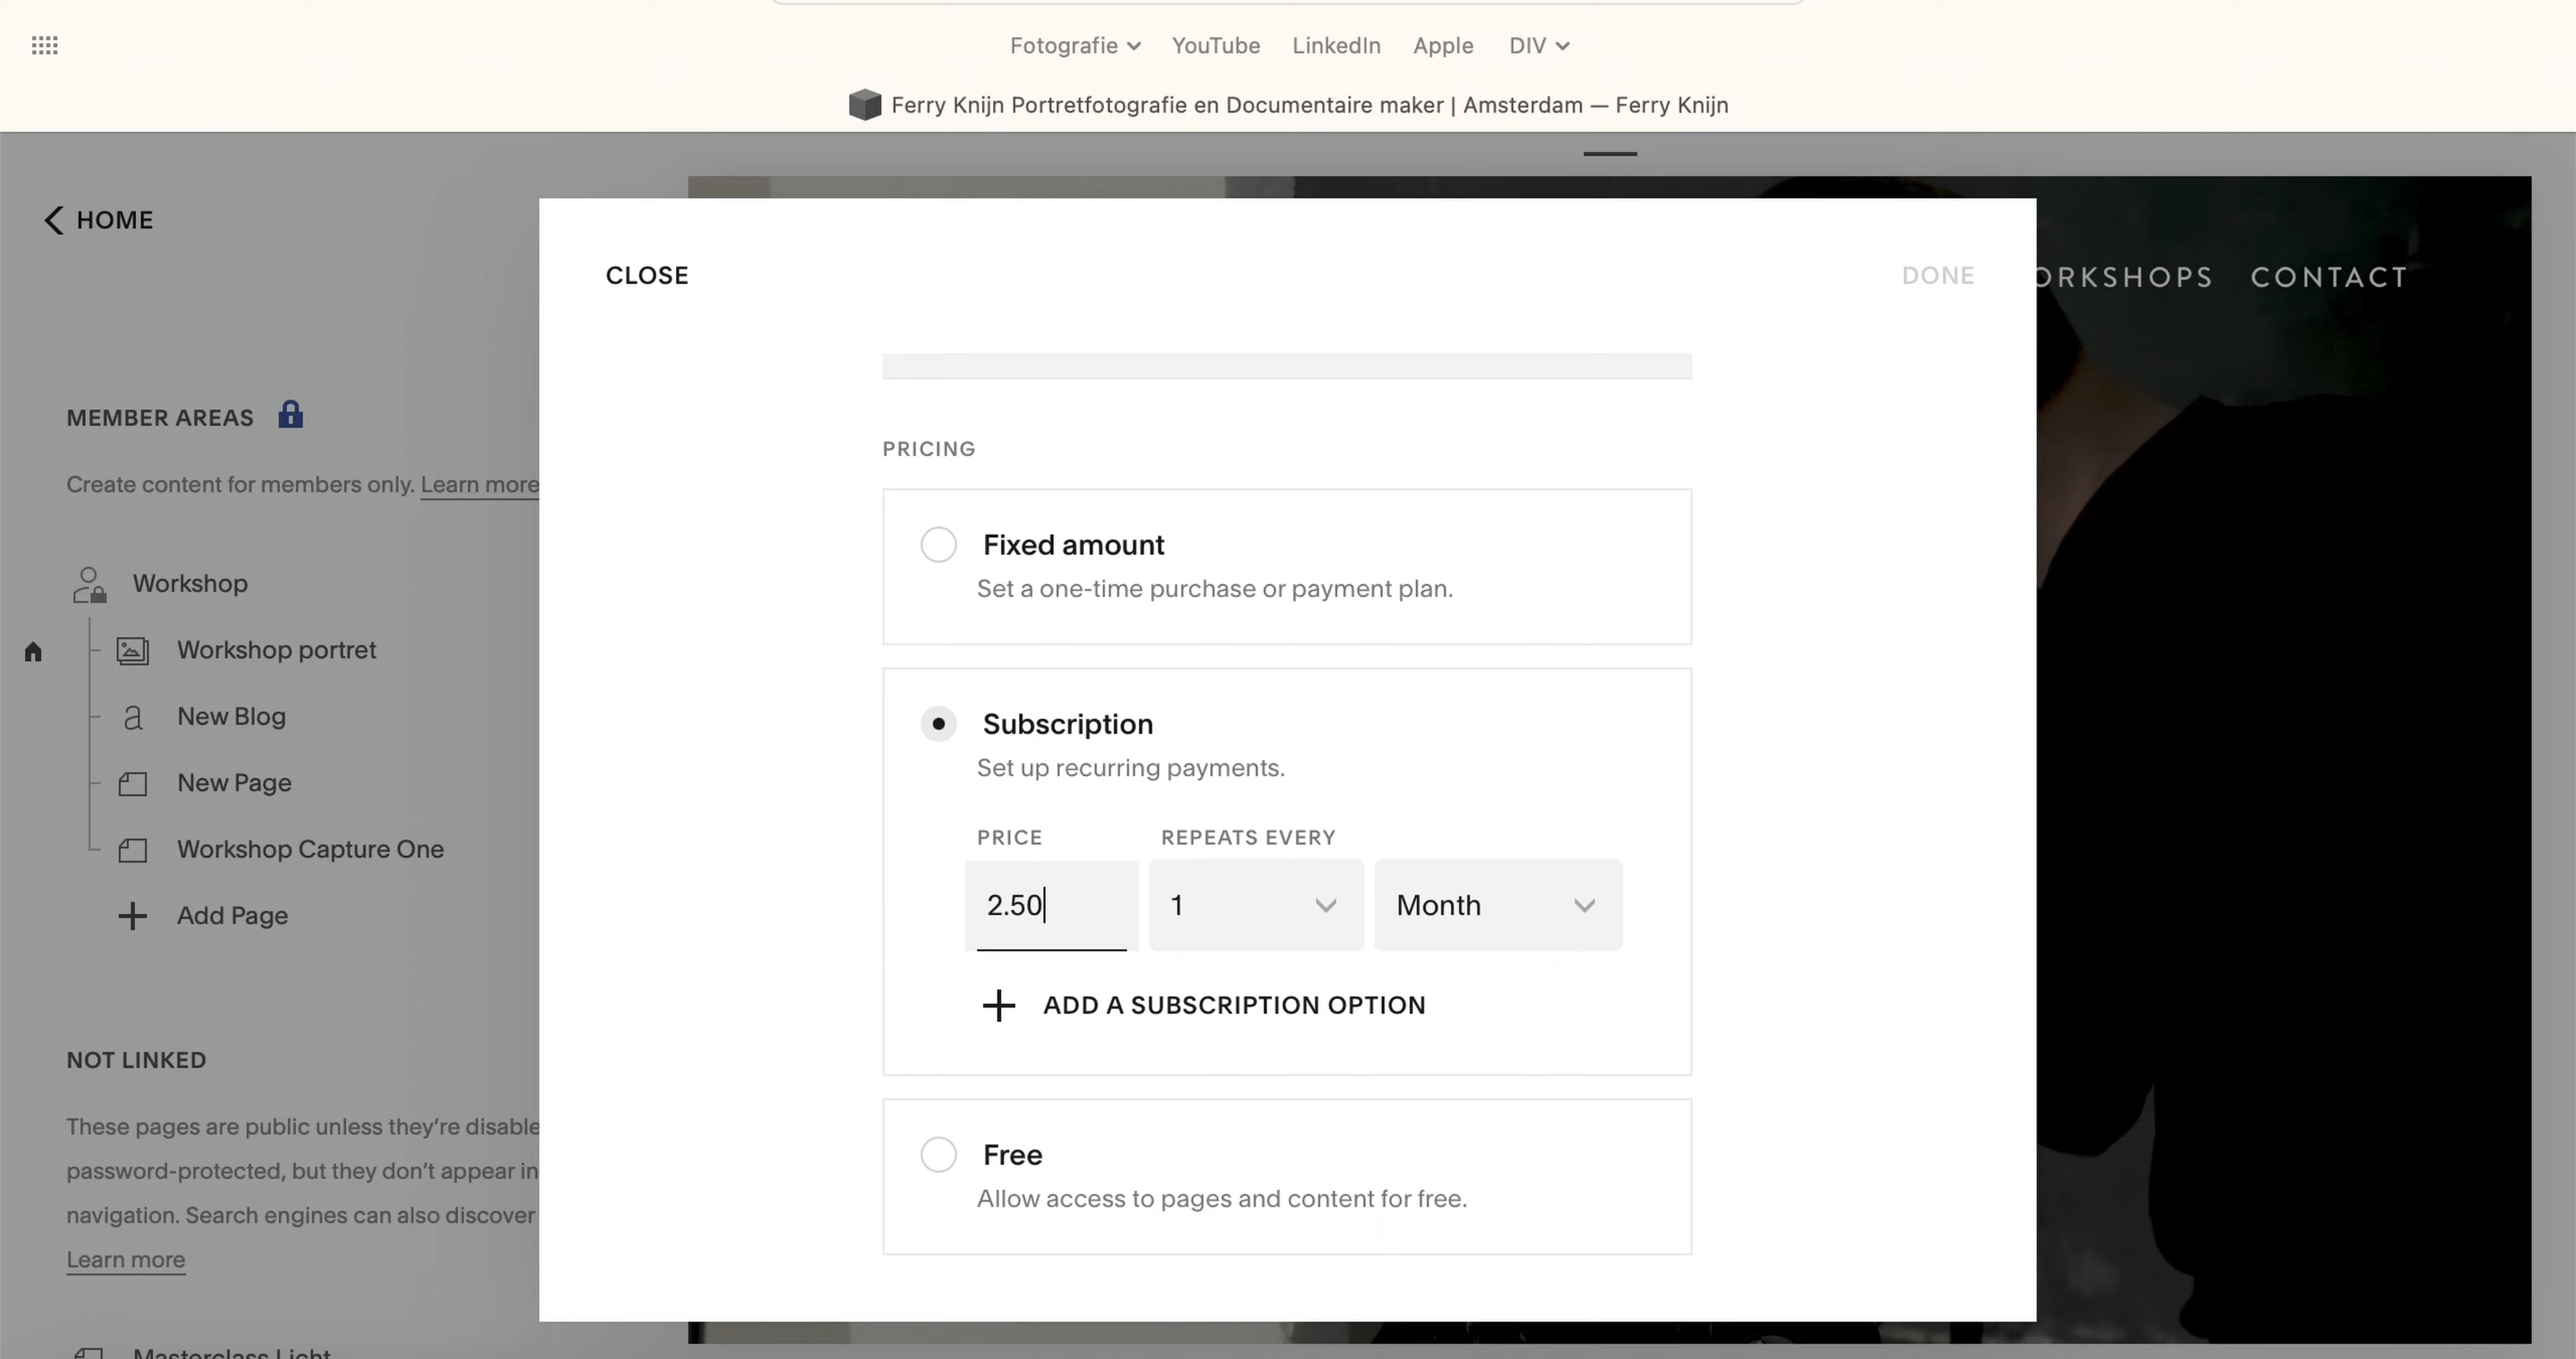 Fotografie YouTube LinkedIn Apple DIV
Ferry Knijn Portretfotografie en Documentaire maker | Amsterdam — Ferry Knijn
HOME
CLOSE
DONE
ORKSHOPS CONTACT
MEMBER AREAS
Create content for members only. Learn more
Workshop
Workshop portret
New Blog
New Page
Workshop Capture One
Add Page
NOT LINKED
These pages are public unless they’re disable
password-protected, but they don’t appear in
navigation. Search engines can also discover
Learn more
Masterclass Licht
PRICING
Fixed amount
Set a one-time purchase or payment plan.
Subscription
Set up recurring payments.
PRICE REPEATS EVERY
2.50 1 Month
ADD A SUBSCRIPTION OPTION
Free
Allow access to pages and content for free.